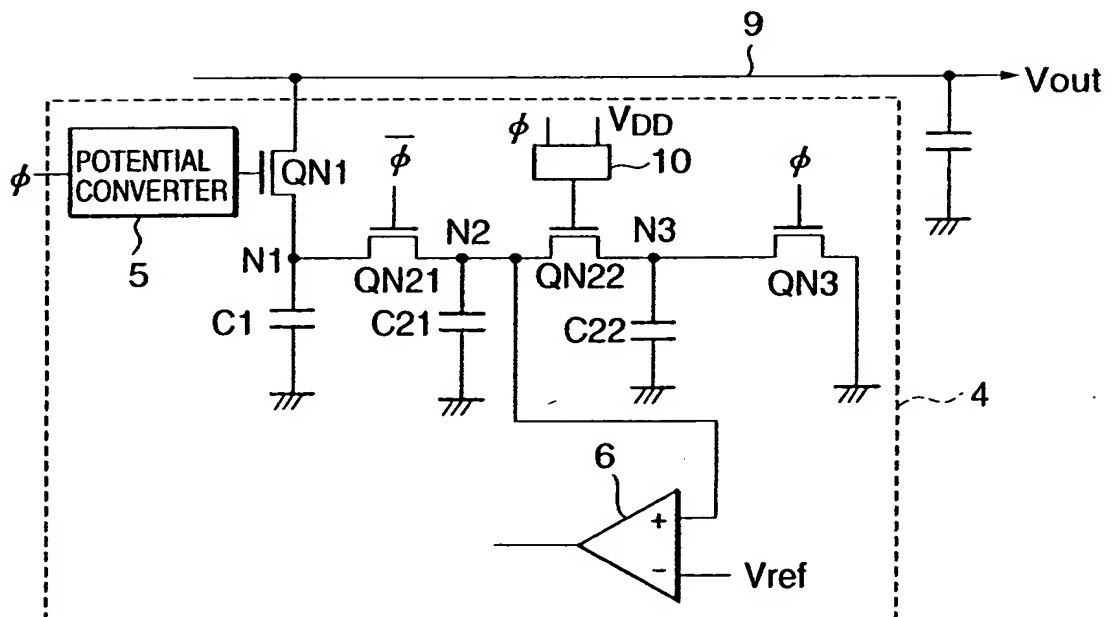 9
Vout
ϕ
POTENTIAL
CONVERTER
5
QN1
ϕ̅
ϕ
VDD
10
ϕ
N1
QN21
N2
QN22
N3
QN3
C1
C21
C22
4
6
+
−
Vref